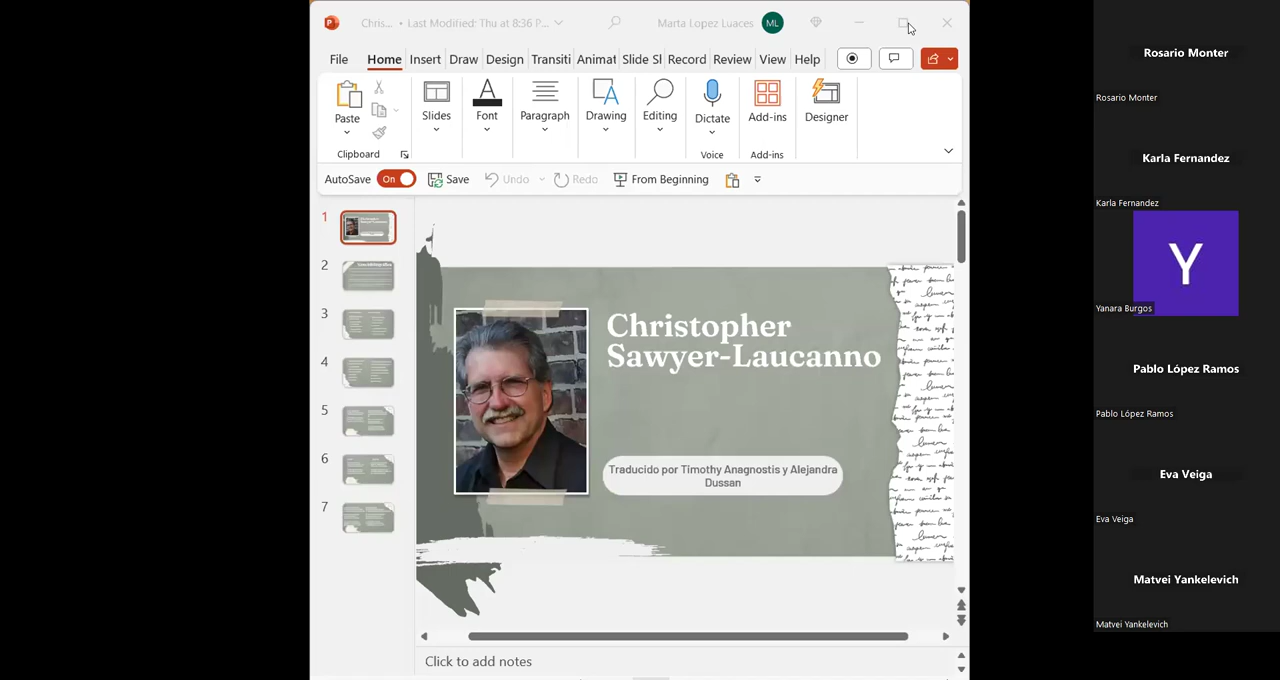 Chris... • Last Modified: Thu at 8:36 P...
Marta Lopez Luaces
ML
File Home Insert Draw Design Transiti Animat Slide Sl Record Review View Help
Paste
Slides
Font
Paragraph
Drawing
Editing
Dictate
Add-ins
Designer
Clipboard
Voice
Add-ins
AutoSave On Save Undo Redo From Beginning
1
2
3
4
5
6
7
Christopher
Sawyer-Laucanno
Traducido por Timothy Anagnostis y Alejandra
Dussan
Click to add notes
Rosario Monter
Rosario Monter
Karla Fernandez
Karla Fernandez
Y
Yanara Burgos
Pablo López Ramos
Pablo López Ramos
Eva Veiga
Eva Veiga
Matvei Yankelevich
Matvei Yankelevich